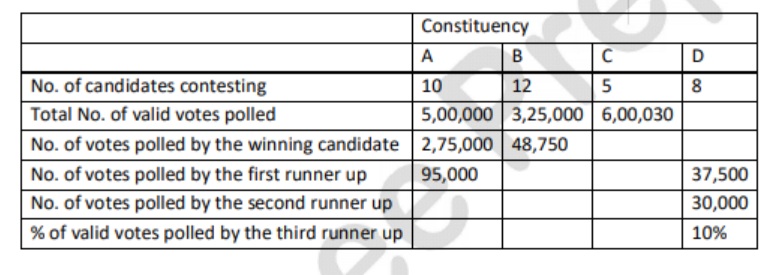 Constituency
A B C D
No. of candidates contesting 10 12 5 8
Total No. of valid votes polled 5,00,000 3,25,000 6,00,030
No. of votes polled by the winning candidate 2,75,000 48,750
No. of votes polled by the first runner up 95,000 37,500
No. of votes polled by the second runner up 30,000
% of valid votes polled by the third runner up 10%